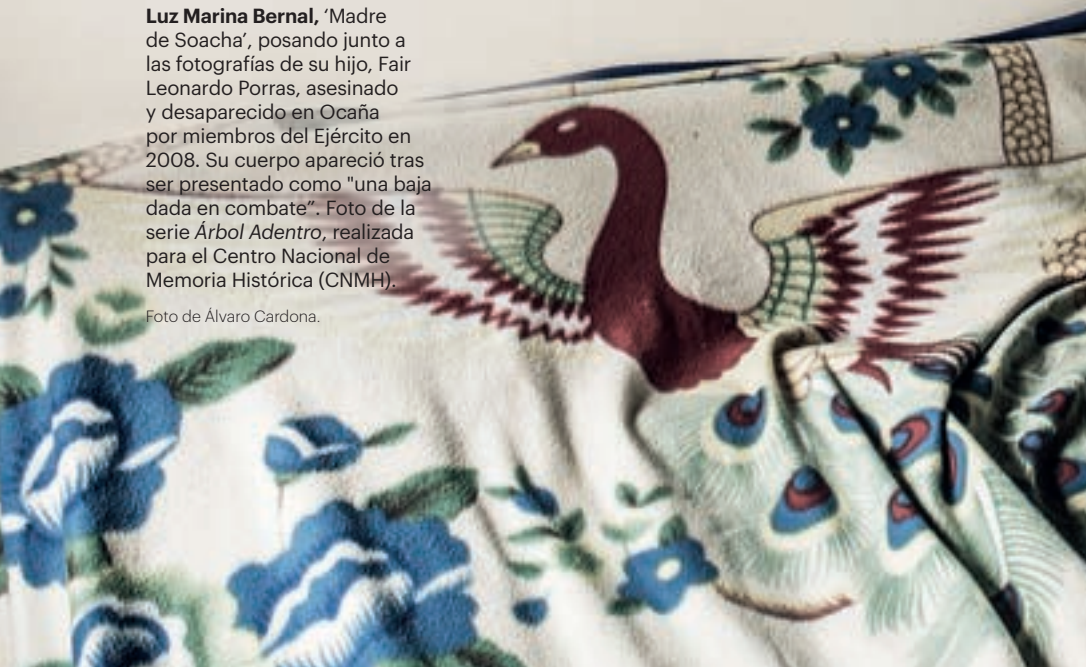 Luz Marina Bernal, ‘Madre
de Soacha’, posando junto a
las fotografías de su hijo, Fair
Leonardo Porras, asesinado
y desaparecido en Ocaña
por miembros del Ejército en
2008. Su cuerpo apareció tras
ser presentado como "una baja
dada en combate”. Foto de la
serie Árbol Adentro, realizada
para el Centro Nacional de
Memoria Histórica (CNMH).
Foto de Álvaro Cardona.